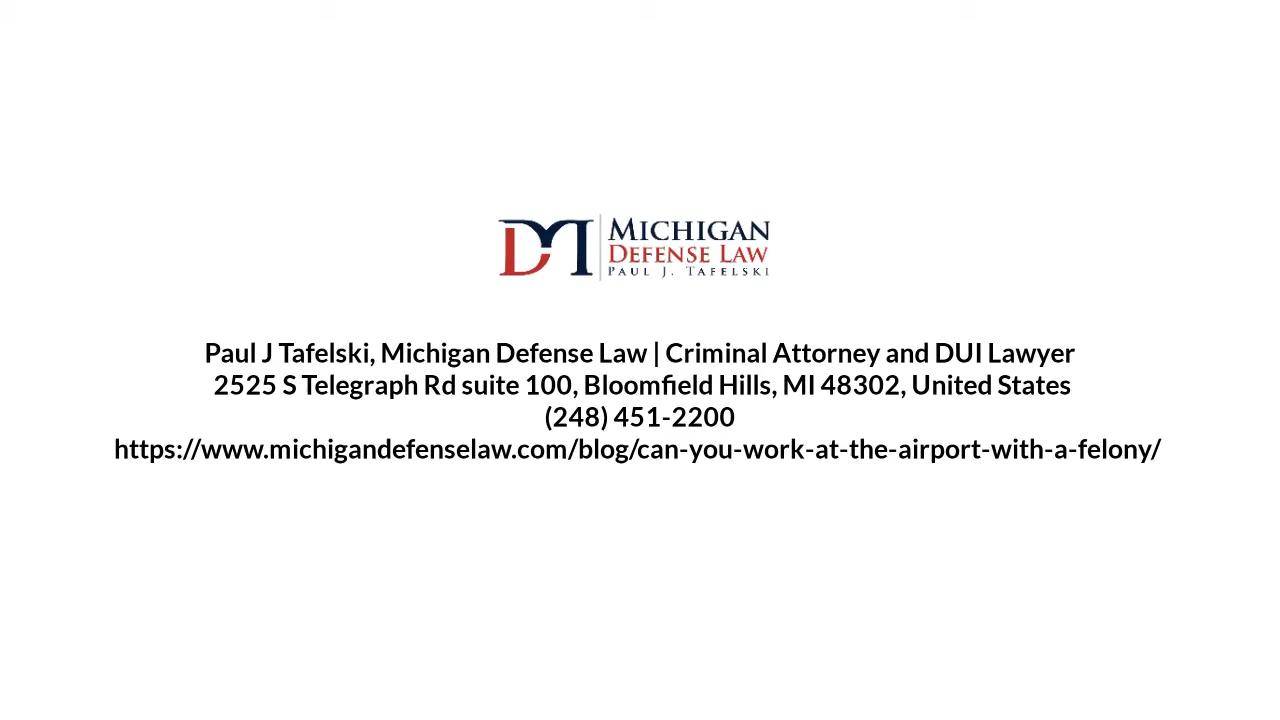 DM MICHIGAN
DEFENSE LAW
PAUL J. TAFELSKI
Paul J Tafelski, Michigan Defense Law | Criminal Attorney and DUI Lawyer
2525 S Telegraph Rd suite 100, Bloomfield Hills, MI 48302, United States
(248) 451-2200
https://www.michigandefenselaw.com/blog/can-you-work-at-the-airport-with-a-felony/